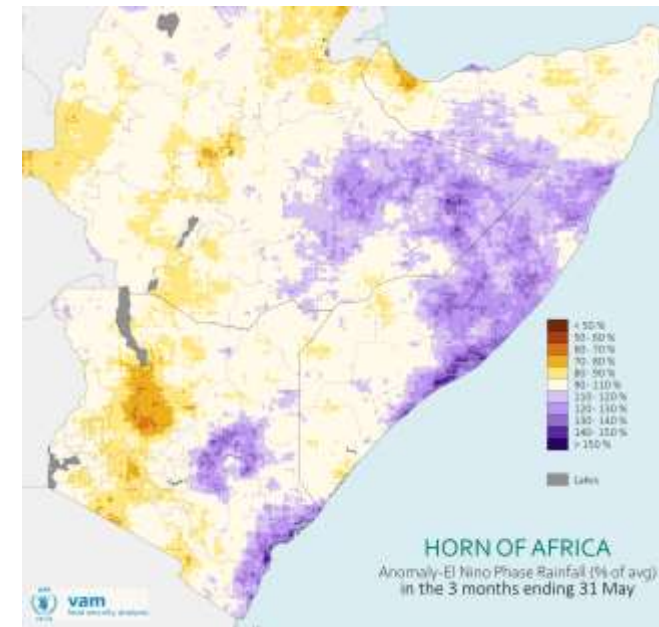 < 50 %
50- 60 %
60- 70 %
70- 80 %
80- 90 %
90- 110 %
110- 120 %
120- 130 %
130- 140 %
140- 150 %
> 150 %
Lakes
HORN OF AFRICA
Anomaly-El Nino Phase Rainfall (% of avg)
in the 3 months ending 31 May
vam
food security analysis